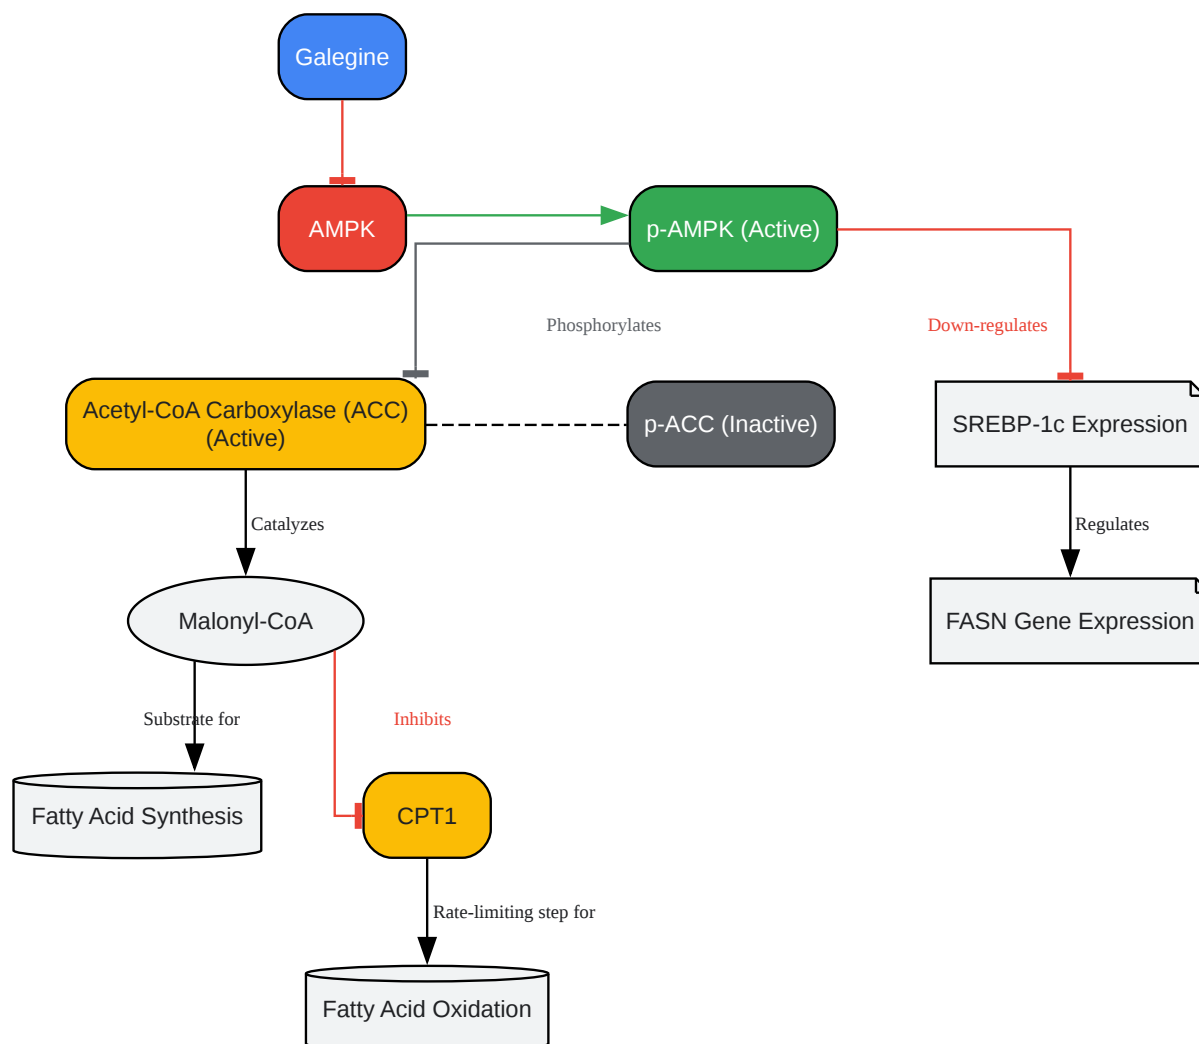 Galegine
AMPK
p-AMPK (Active)
Phosphorylates
Down-regulates
Acetyl-CoA Carboxylase (ACC)
(Active)
p-ACC (Inactive)
SREBP-1c Expression
Catalyzes
Regulates
Malonyl-CoA
FASN Gene Expression
Substrate for
Inhibits
Fatty Acid Synthesis
CPT1
Rate-limiting step for
Fatty Acid Oxidation